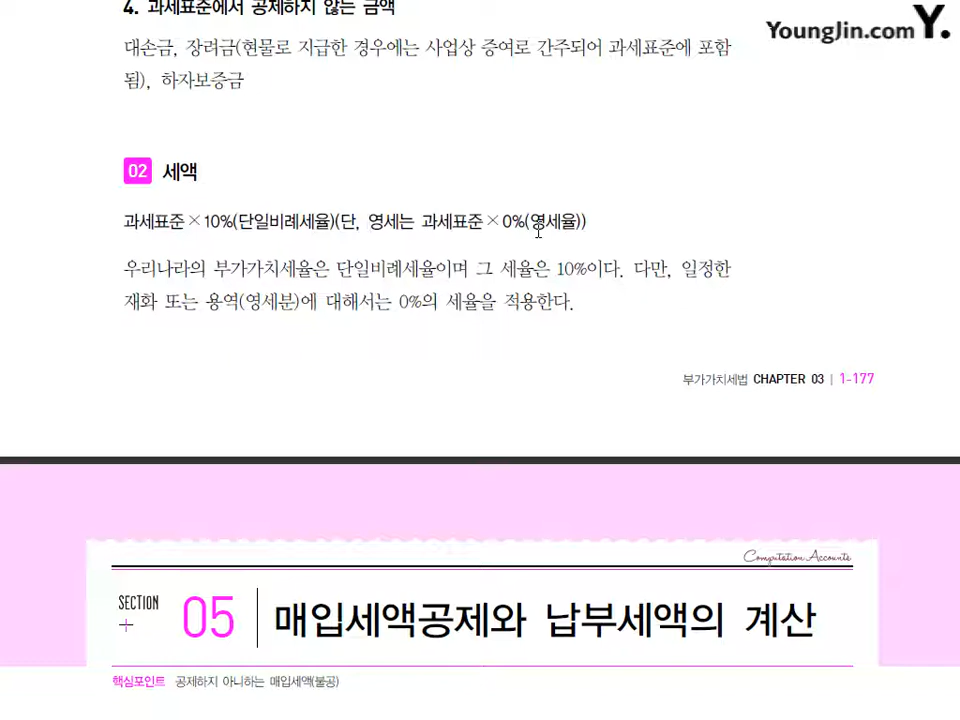 4. 과세표준에서 공제하지 않는 금액
YoungJin.com Y.
대손금, 장려금(현물로 지급한 경우에는 사업상 증여로 간주되어 과세표준에 포함
됨), 하자보증금
02 세액
과세표준×10%(단일비례세율)(단, 영세는 과세표준×0%(영세율))
우리나라의 부가가치세율은 단일비례세율이며 그 세율은 10%이다. 다만, 일정한
재화 또는 용역(영세분)에 대해서는 0%의 세율을 적용한다.
부가가치세법 CHAPTER 03 | 1-177
Computation Accounts
SECTION + 05 매입세액공제와 납부세액의 계산
핵심포인트 공제하지 아니하는 매입세액(불공)